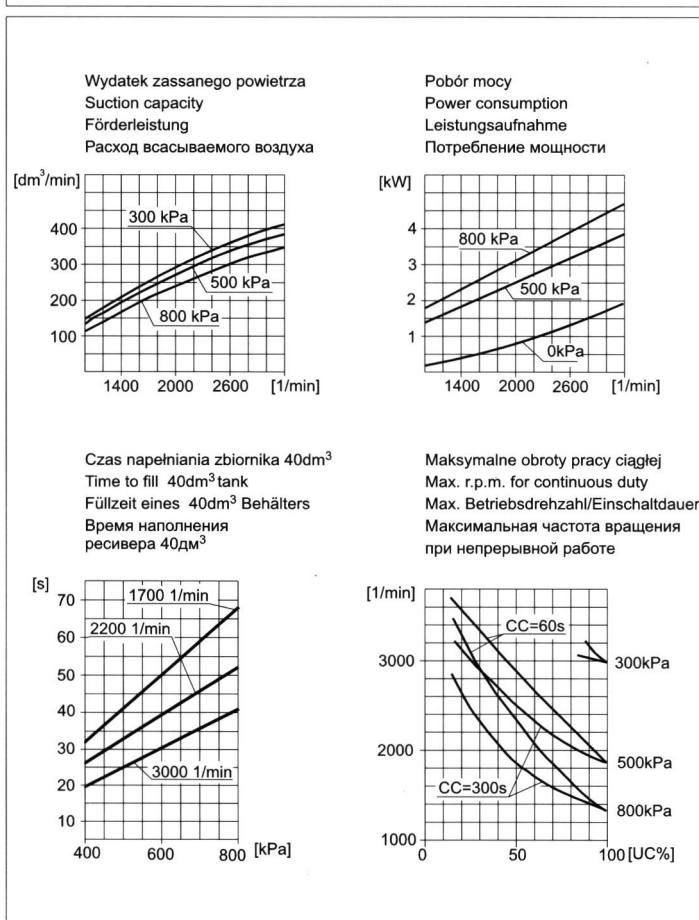 Wydatek zassanego powietrza
Suction capacity
Förderleistung
Расход всасываемого воздуха
[dm³/min]
400
300
200
100
300 kPa
500 kPa
800 kPa
1400 2000 2600 [1/min]
Pobór mocy
Power consumption
Leistungsaufnahme
Потребление мощности
[kW]
4
3
2
1
800 kPa
500 kPa
0kPa
1400 2000 2600 [1/min]
Czas napełniania zbiornika 40dm³
Time to fill 40dm³ tank
Füllzeit eines 40dm³ Behälters
Время наполнения
ресивера 40дм³
[s]
70
60
50
40
30
20
10
1700 1/min
2200 1/min
3000 1/min
400 600 800 [kPa]
Maksymalne obroty pracy ciągłej
Max. r.p.m. for continuous duty
Max. Betriebsdrehzahl/Einschaltdauer
Максимальная частота вращения
при непрерывной работе
[1/min]
3000
2000
1000
CC=60s
CC=300s
300kPa
500kPa
800kPa
0 50 100 [UC%]